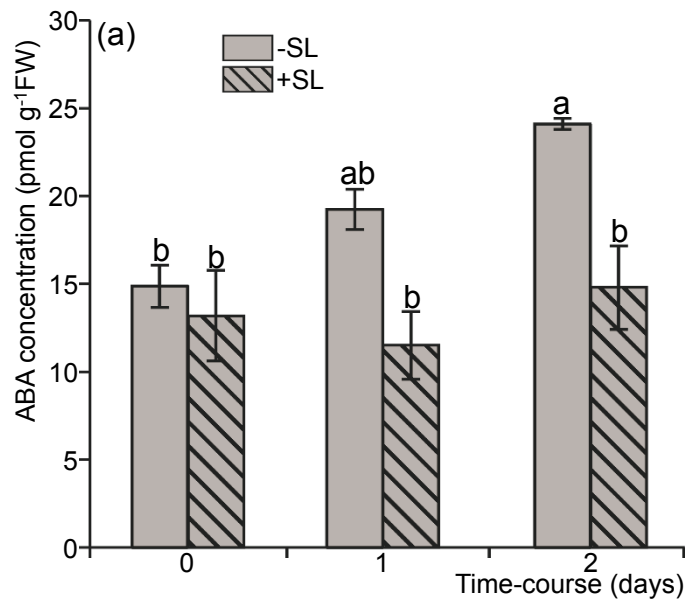 (a)
-SL
+SL
ABA concentration (pmol g⁻¹FW)
30
25
20
15
10
5
0
b
b
ab
b
a
b
0
1
2
Time-course (days)